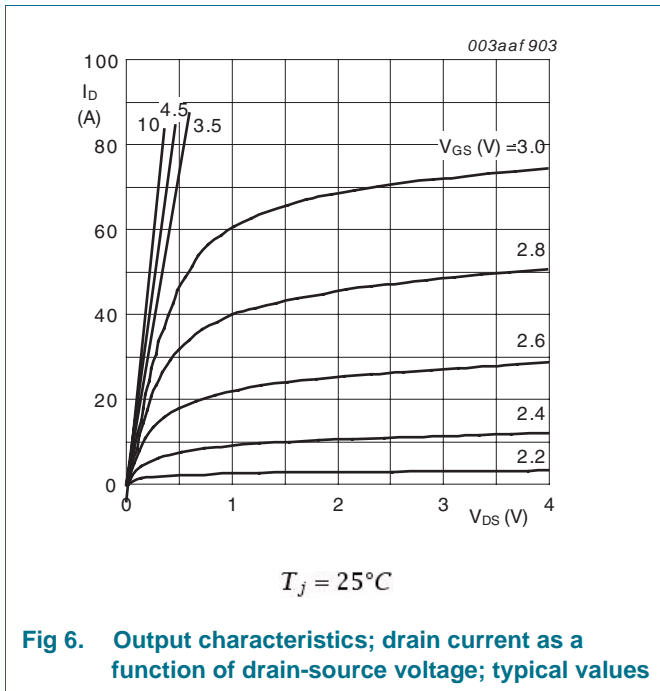 003aaf 903
100
I_D
(A)
80
60
40
20
0
10
4.5
3.5
V_GS (V) =3.0
2.8
2.6
2.4
2.2
0 1 2 3 4
V_DS (V)
T_j = 25°C
Fig 6. Output characteristics; drain current as a
function of drain-source voltage; typical values